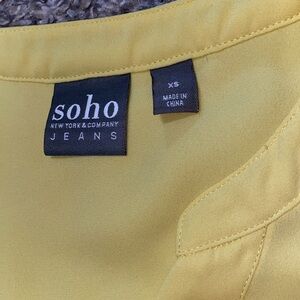 soho
NEW YORK & COMPANY
JEANS
XS
MADE IN
CHINA